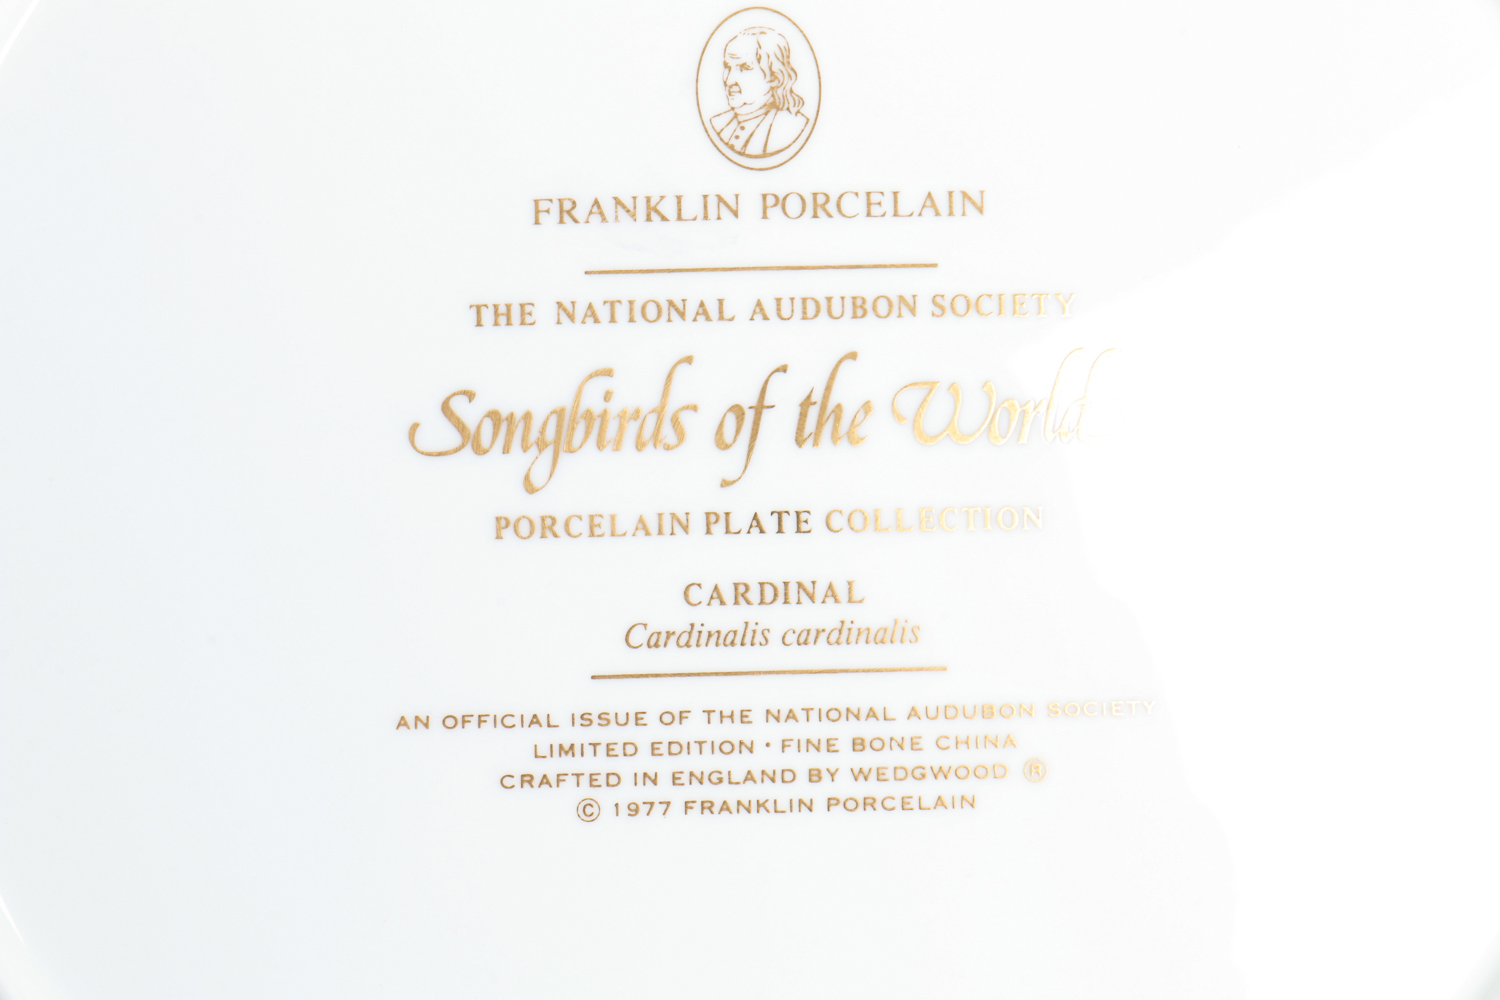 FRANKLIN PORCELAIN
THE NATIONAL AUDUBON SOCIETY
Songbirds of the World
PORCELAIN PLATE COLLECTION
CARDINAL
Cardinalis cardinalis
AN OFFICIAL ISSUE OF THE NATIONAL AUDUBON SOCIETY
LIMITED EDITION • FINE BONE CHINA
CRAFTED IN ENGLAND BY WEDGWOOD ®
© 1977 FRANKLIN PORCELAIN